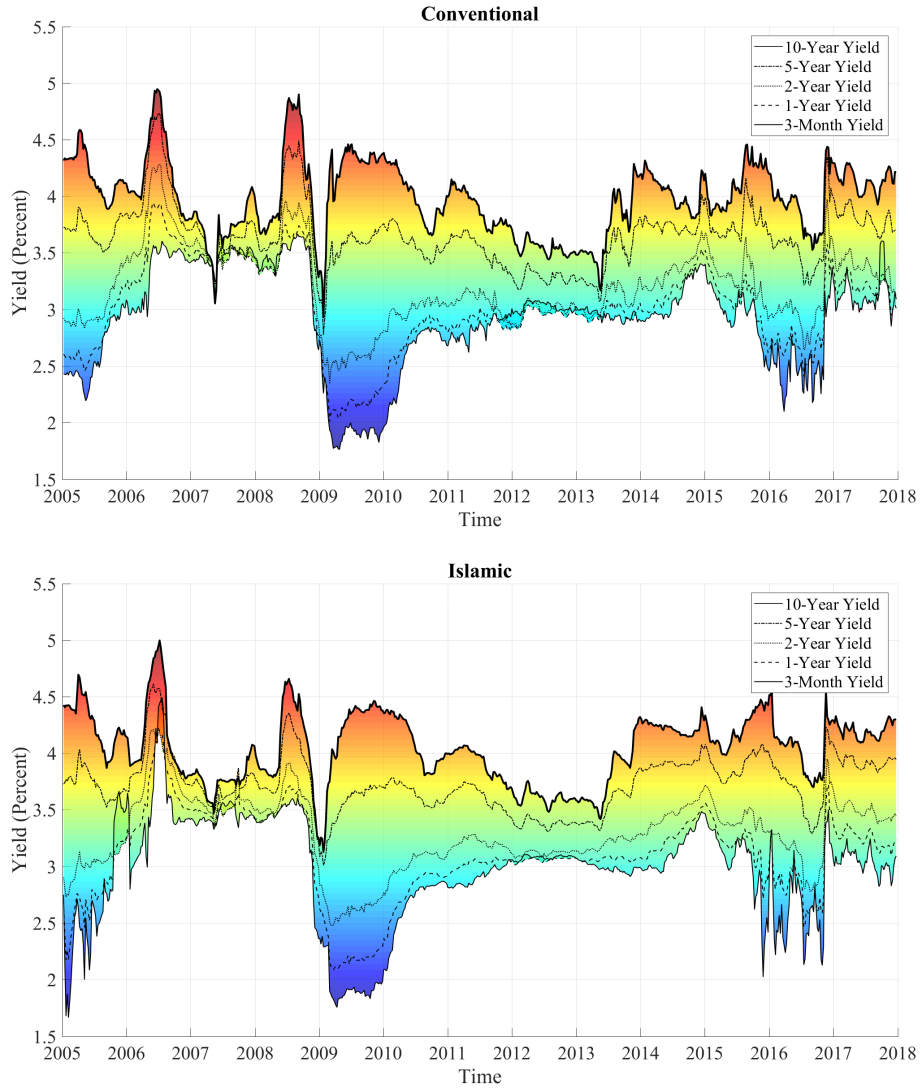 Conventional
5.5
5
4.5
4
3.5
3
2.5
2
1.5
Yield (Percent)
10-Year Yield
5-Year Yield
2-Year Yield
1-Year Yield
3-Month Yield
2005 2006 2007 2008 2009 2010 2011 2012 2013 2014 2015 2016 2017 2018
Time
Islamic
5.5
5
4.5
4
3.5
3
2.5
2
1.5
Yield (Percent)
10-Year Yield
5-Year Yield
2-Year Yield
1-Year Yield
3-Month Yield
2005 2006 2007 2008 2009 2010 2011 2012 2013 2014 2015 2016 2017 2018
Time